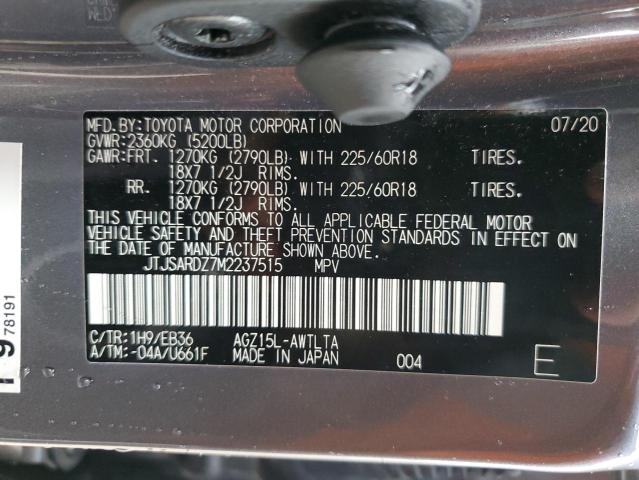 MFD.BY:TOYOTA MOTOR CORPORATION 07/20
GVWR:2360KG (5200LB)
GAWR:FRT. 1270KG (2790LB) WITH 225/60R18 TIRES.
18X7 1/2J RIMS.
RR. 1270KG (2790LB) WITH 225/60R18 TIRES.
18X7 1/2J RIMS.
THIS VEHICLE CONFORMS TO ALL APPLICABLE FEDERAL MOTOR
VEHICLE SAFETY AND THEFT PREVENTION STANDARDS IN EFFECT ON
THE DATE OF MANUFACTURE SHOWN ABOVE.
JTJSARDZ7M2237515 MPV
C/TR:1H9/EB36 AGZ15L-AWTLTA
A/TM:-04A/U661F MADE IN JAPAN 004 E
78191